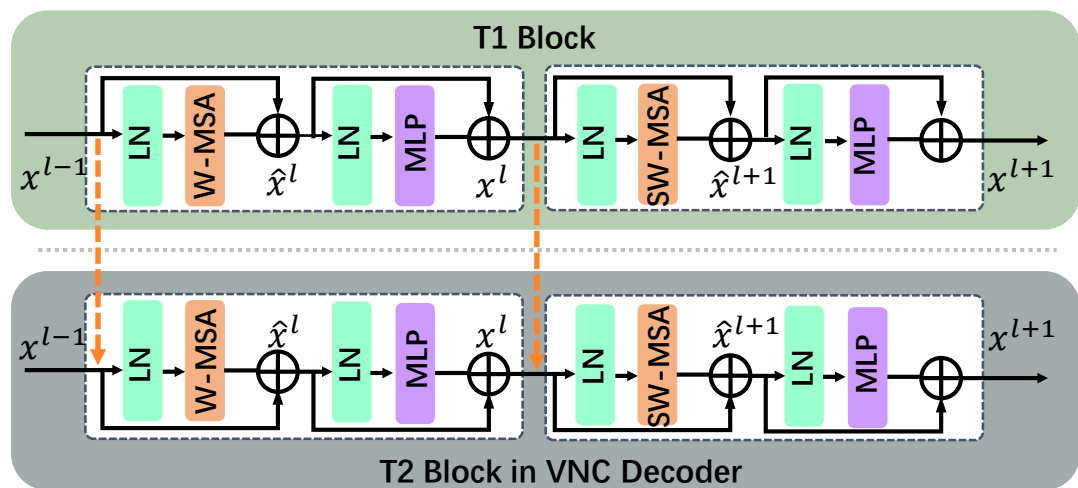 T1 Block
x^{l-1}
LN
W-MSA
x̂^l
LN
MLP
x^l
LN
SW-MSA
x̂^{l+1}
LN
MLP
x^{l+1}
x^{l-1}
LN
W-MSA
x̂^l
LN
MLP
x^l
LN
SW-MSA
x̂^{l+1}
LN
MLP
x^{l+1}
T2 Block in VNC Decoder